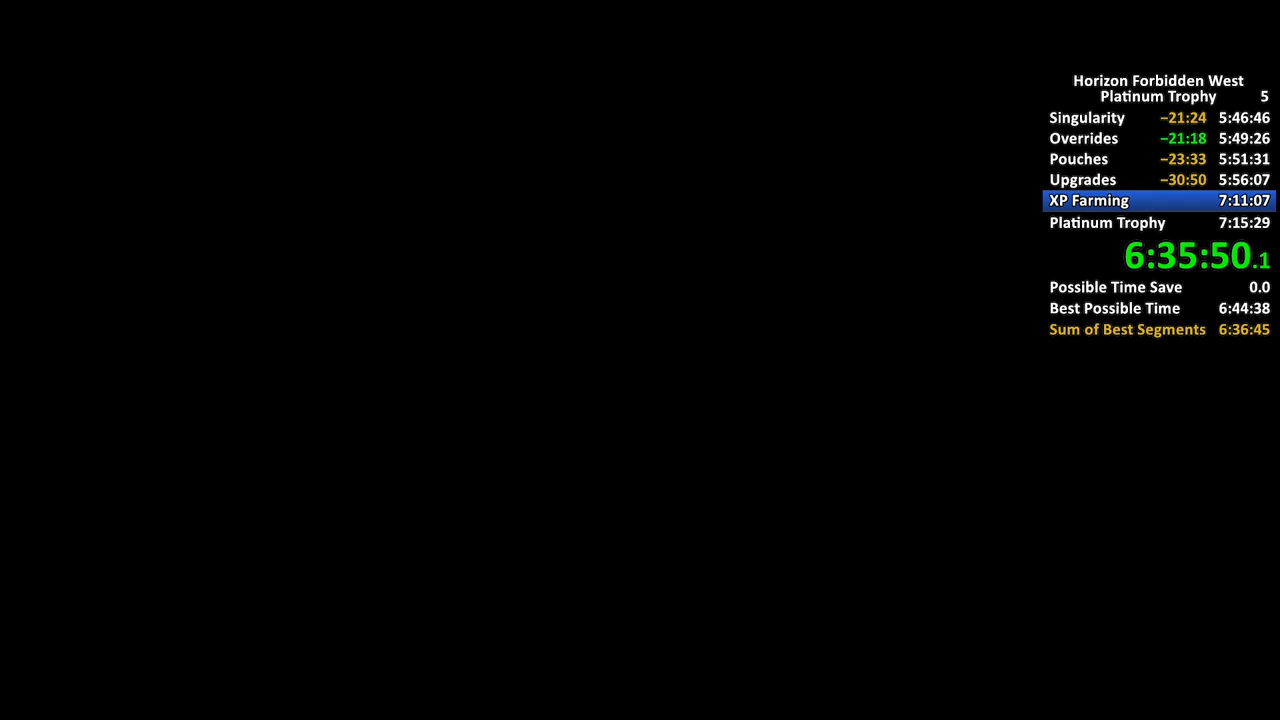 Horizon Forbidden West
Platinum Trophy 5
Singularity −21:24 5:46:46
Overrides −21:18 5:49:26
Pouches −23:33 5:51:31
Upgrades −30:50 5:56:07
XP Farming 7:11:07
Platinum Trophy 7:15:29
6:35:50.1
Possible Time Save 0.0
Best Possible Time 6:44:38
Sum of Best Segments 6:36:45